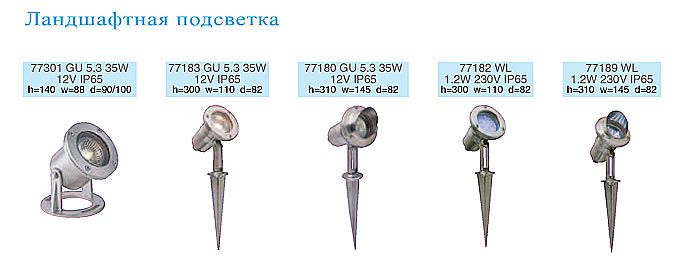 Ландшафтная подсветка
77301 GU 5.3 35W
12V IP65
h=140 w=88 d=90/100
77183 GU 5.3 35W
12V IP65
h=300 w=110 d=82
77180 GU 5.3 35W
12V IP65
h=310 w=145 d=82
77182 WL
1.2W 230V IP65
h=300 w=110 d=82
77189 WL
1.2W 230V IP65
h=310 w=145 d=82